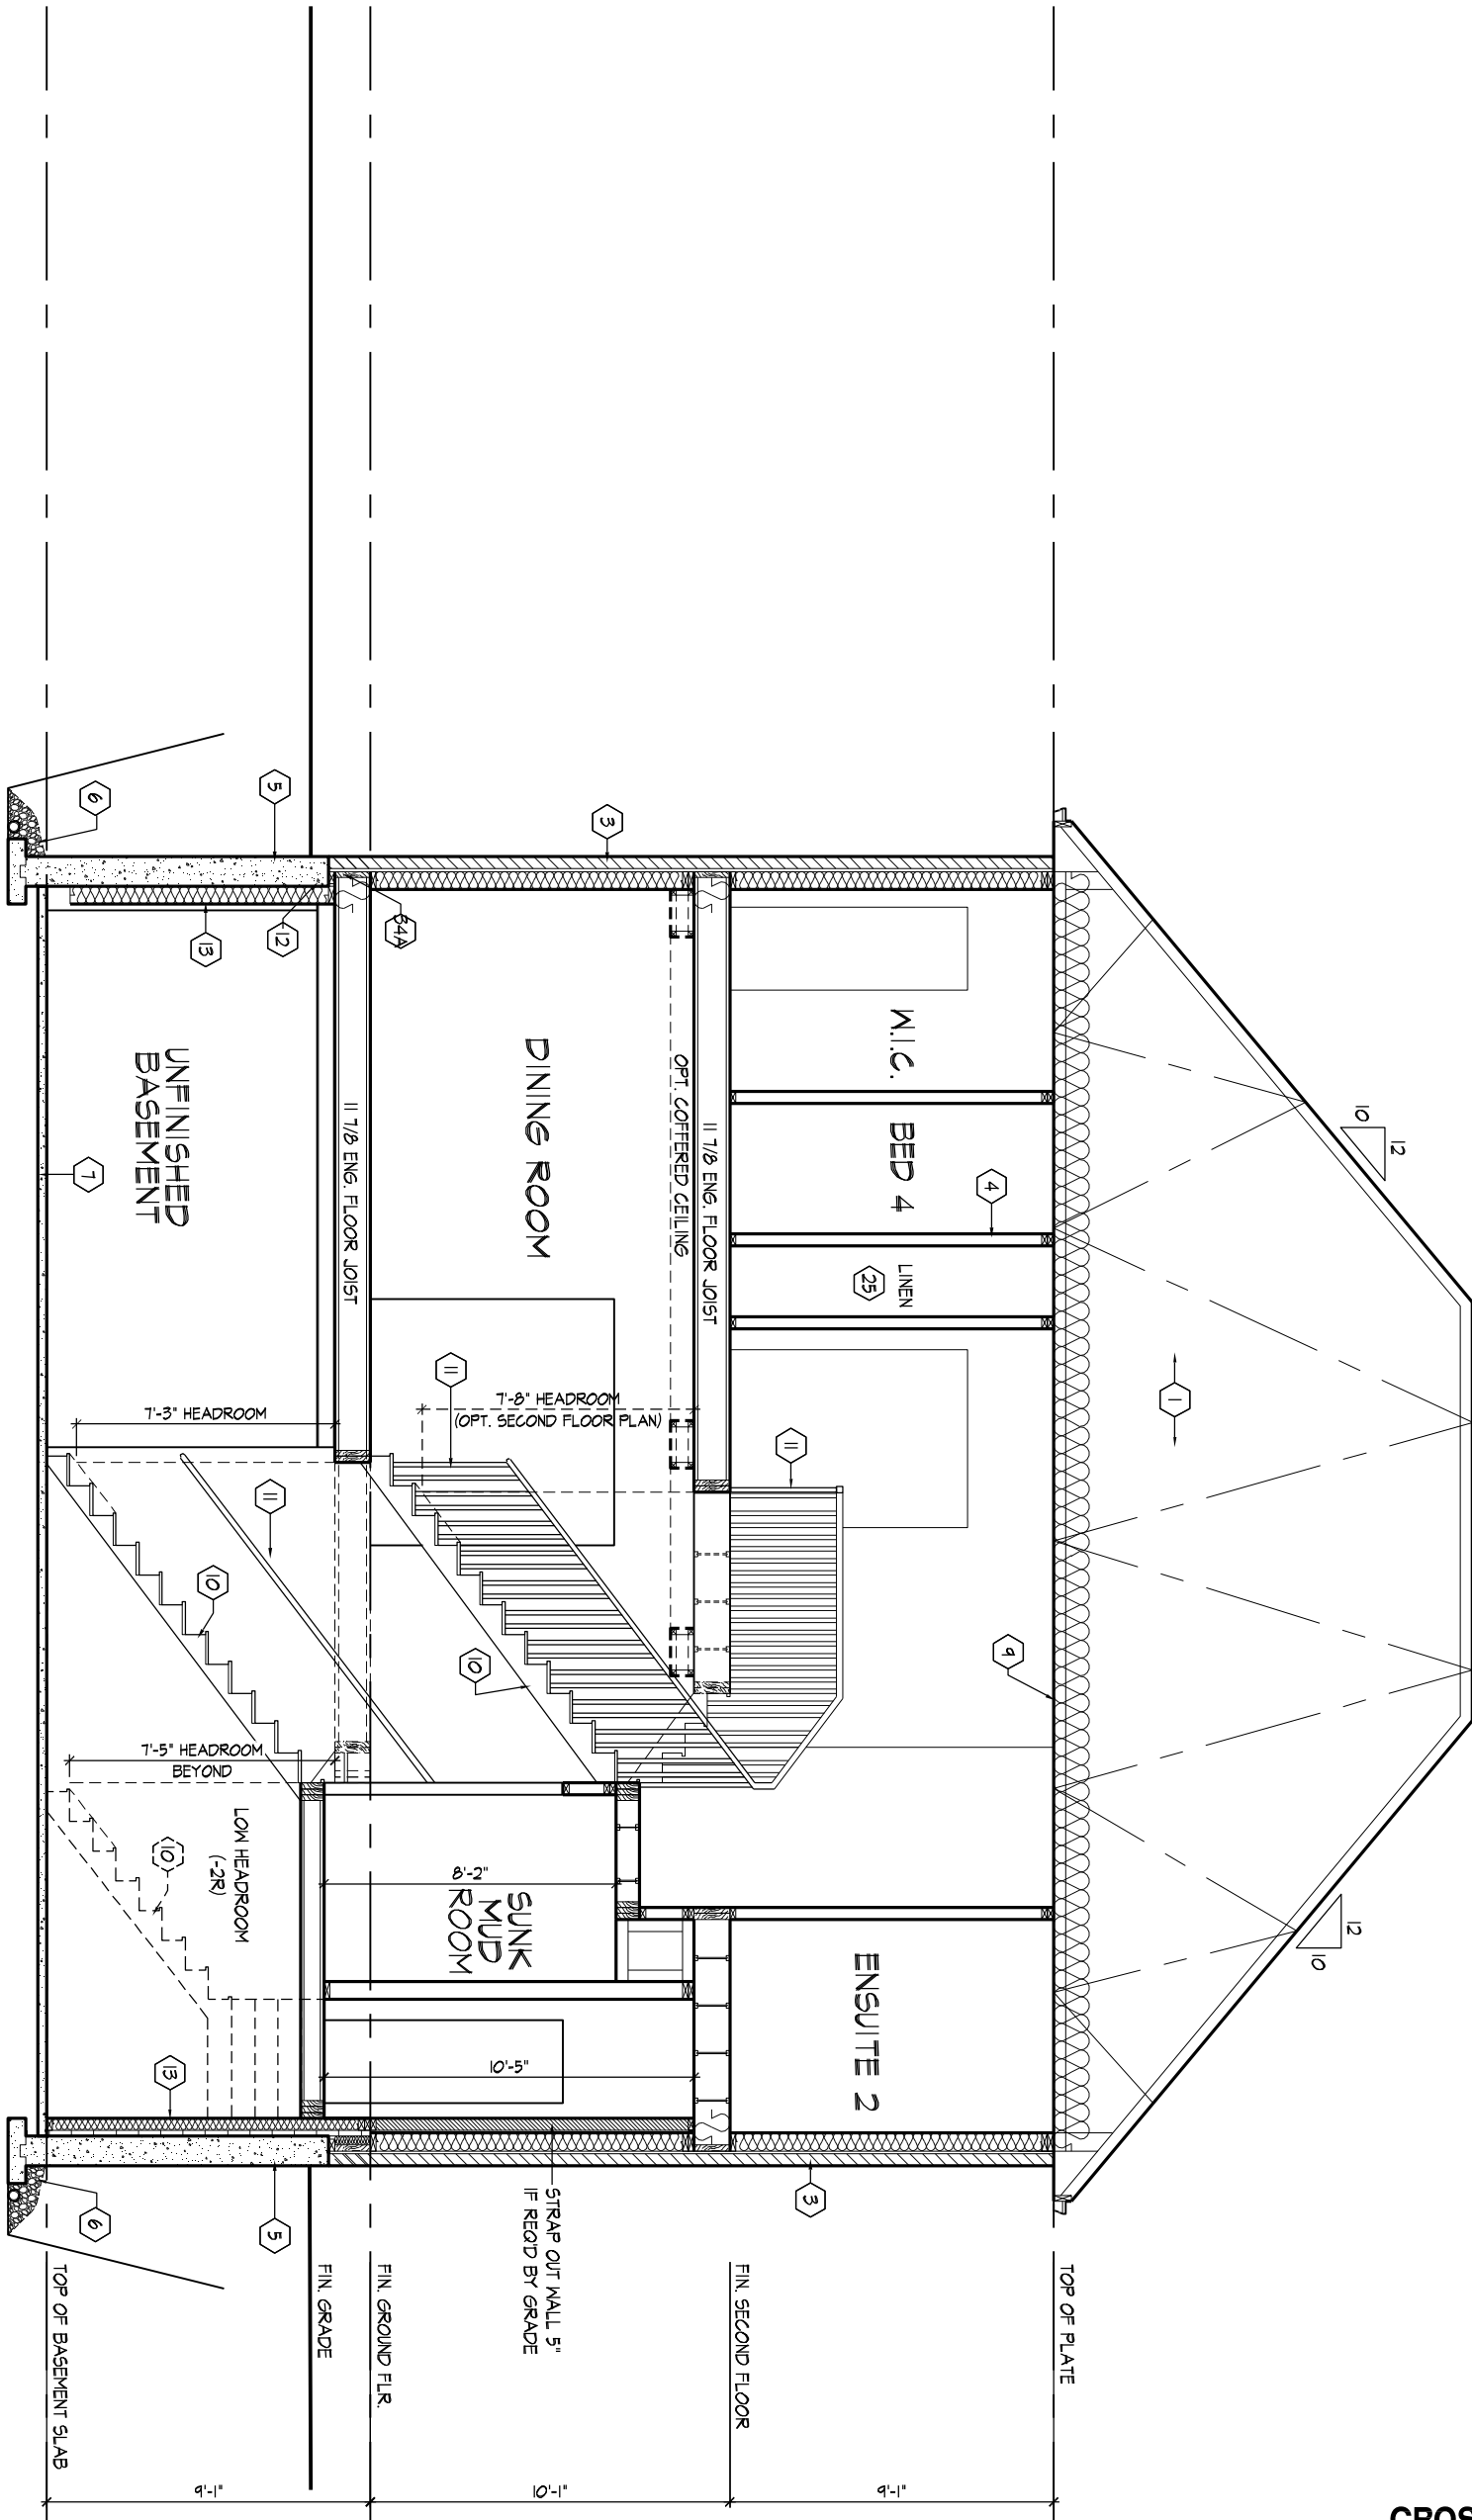 10
12
12
10
1
9
TOP OF PLATE
9'-1"
W.I.C.
BED 4
4
LINEN
25
11
ENSUITE 2
3
FIN. SECOND FLOOR
11 7/8 ENG. FLOOR JOIST
OPT. COFFERED CEILING
3
DINING ROOM
7'-8" HEADROOM
(OPT. SECOND FLOOR PLAN)
11
10
8'-2"
SUNK
MUD
ROOM
10'-5"
STRAP OUT WALL 5"
IF REQ'D BY GRADE
10'-1"
34A
11 7/8 ENG. FLOOR JOIST
FIN. GROUND FLR.
FIN. GRADE
5
12
13
6
UNFINISHED
BASEMENT
7
7'-3" HEADROOM
11
10
7'-5" HEADROOM
BEYOND
LOW HEADROOM
(-2R)
10
13
5
6
TOP OF BASEMENT SLAB
9'-1"